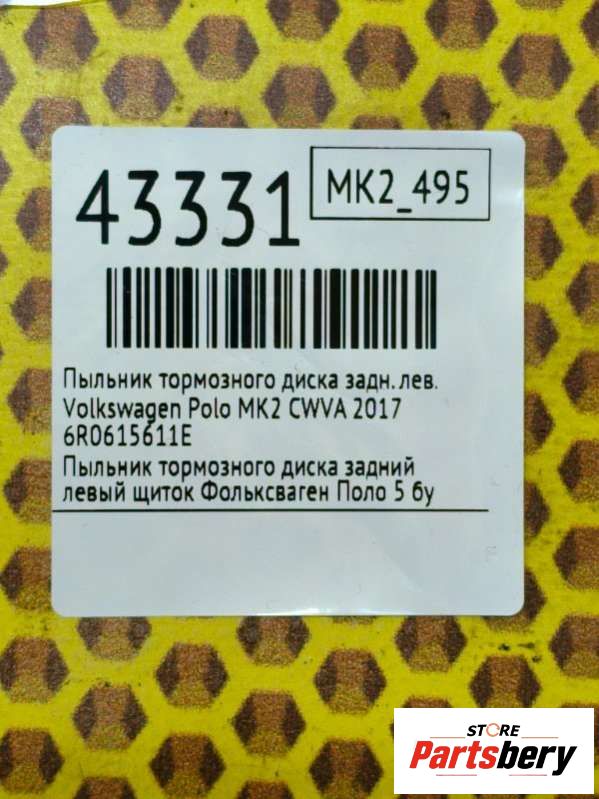 43331
MK2_495
Пыльник тормозного диска задн. лев.
Volkswagen Polo MK2 CWVA 2017
6R0615611E
Пыльник тормозного диска задний
левый щиток Фольксваген Поло 5 бу
STORE
Partsbery